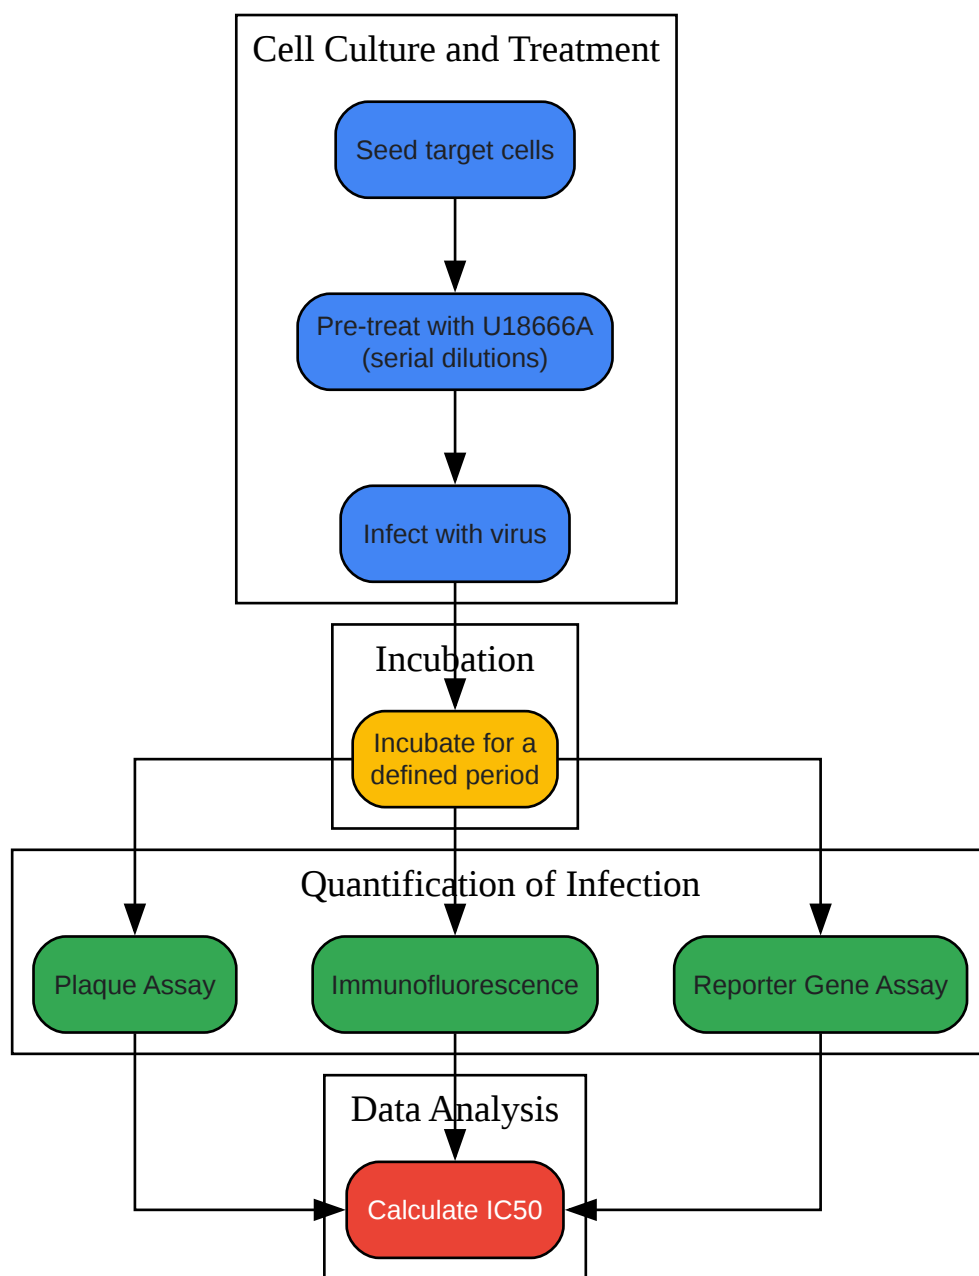 Cell Culture and Treatment
Seed target cells
Pre-treat with U18666A
(serial dilutions)
Infect with virus
Incubation
Incubate for a
defined period
Quantification of Infection
Plaque Assay
Immunofluorescence
Reporter Gene Assay
Data Analysis
Calculate IC50